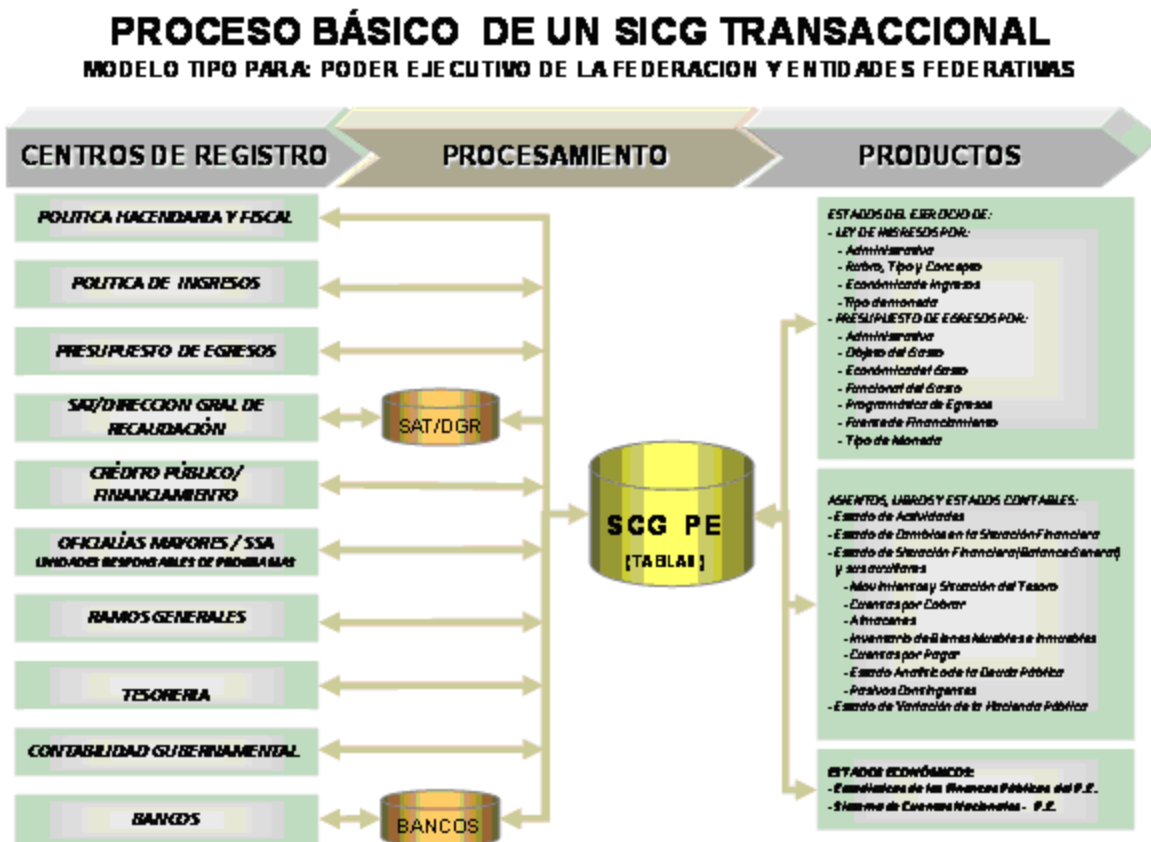 PROCESO BÁSICO DE UN SICG TRANSACCIONAL
MODELO TIPO PARA: PODER EJECUTIVO DE LA FEDERACION Y ENTIDADES FEDERATIVAS
CENTROS DE REGISTRO
PROCESAMIENTO
PRODUCTOS
POLITICA HACENDARIA Y FISCAL
POLITICA DE INGRESOS
PRESUPUESTO DE EGRESOS
SAT/DIRECCION GRAL DE
RECAUDACIÓN
CRÉDITO PÚBLICO/
FINANCIAMIENTO
OFICIALÍAS MAYORES / SSA
UNIDADES RESPONSABLES DE PROGRAMAS
RAMOS GENERALES
TESORERIA
CONTABILIDAD GUBERNAMENTAL
BANCOS
SAT/DGR
BANCOS
SCG PE
ESTADOS DEL EJERCICIO DE:
- LEY DE INGRESOS POR:
- Administrativa
- Rubro, Tipo y Concepto
- Económica de Ingresos
- Tipo de moneda
- PRESUPUESTO DE EGRESOS POR:
- Administrativa
- Objeto del Gasto
- Económica del Gasto
- Funcional del Gasto
- Programática de Egresos
- Fuente de Financiamiento
- Tipo de Moneda
ASIENTOS, LIBROS Y ESTADOS CONTABLES:
- Estado de Actividades
- Estado de Cambios en la Situación Financiera
- Estado de Situación Financiera (Balance General)
y sus auxiliares
- Movimientos y Situación del Tesoro
- Cuentas por Cobrar
- Almacenes
- Inventario de Bienes Muebles e Inmuebles
- Cuentas por Pagar
- Estado Analítico de la Deuda Pública
- Pasivos Contingentes
- Estado de Variación de la Hacienda Pública
ESTADOS ECONÓMICOS:
- Estadísticas de las Finanzas Públicas del P.E.
- Sistema de Cuentas Nacionales - P.E.